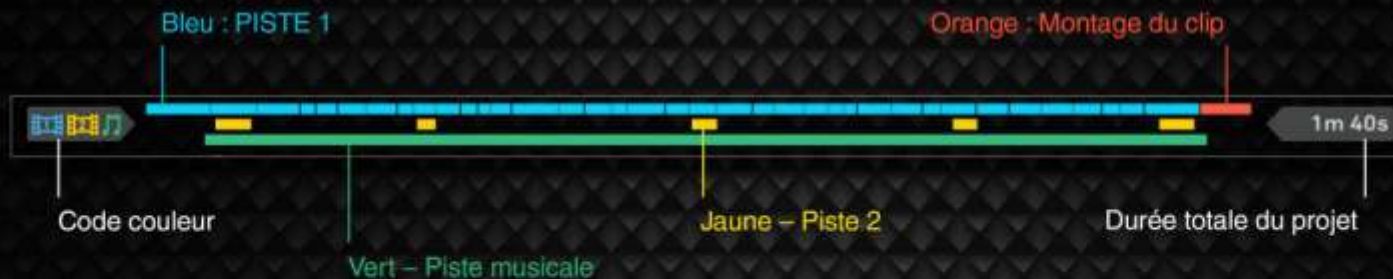 Bleu : PISTE 1
Orange : Montage du clip
1m 40s
Code couleur
Jaune – Piste 2
Durée totale du projet
Vert – Piste musicale